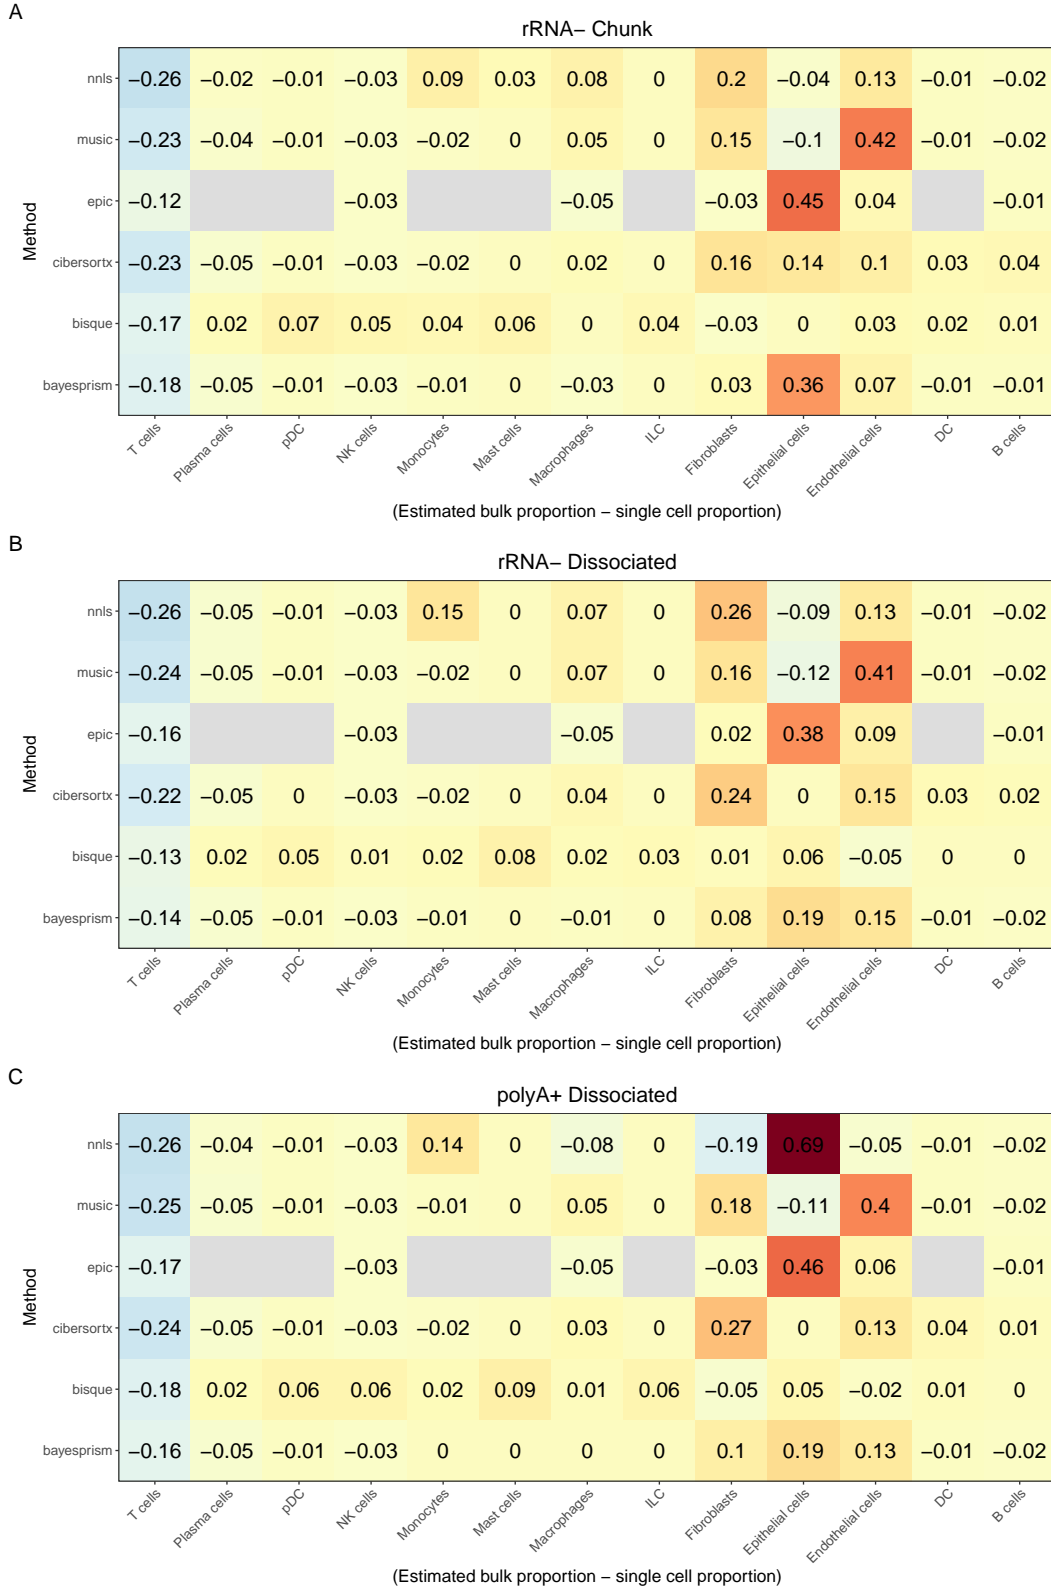 A
rRNA− Chunk
Method
nnls −0.26 −0.02 −0.01 −0.03 0.09 0.03 0.08 0 0.2 −0.04 0.13 −0.01 −0.02
music −0.23 −0.04 −0.01 −0.03 −0.02 0 0.05 0 0.15 −0.1 0.42 −0.01 −0.02
epic −0.12 −0.03 −0.05 −0.03 0.45 0.04 −0.01
cibersortx −0.23 −0.05 −0.01 −0.03 −0.02 0 0.02 0 0.16 0.14 0.1 0.03 0.04
bisque −0.17 0.02 0.07 0.05 0.04 0.06 0 0.04 −0.03 0 0.03 0.02 0.01
bayesprism −0.18 −0.05 −0.01 −0.03 −0.01 0 −0.03 0 0.03 0.36 0.07 −0.01 −0.01
T cells Plasma cells pDC NK cells Monocytes Mast cells Macrophages ILC Fibroblasts Epithelial cells Endothelial cells DC B cells
(Estimated bulk proportion − single cell proportion)
B
rRNA− Dissociated
Method
nnls −0.26 −0.05 −0.01 −0.03 0.15 0 0.07 0 0.26 −0.09 0.13 −0.01 −0.02
music −0.24 −0.05 −0.01 −0.03 −0.02 0 0.07 0 0.16 −0.12 0.41 −0.01 −0.02
epic −0.16 −0.03 −0.05 0.02 0.38 0.09 −0.01
cibersortx −0.22 −0.05 0 −0.03 −0.02 0 0.04 0 0.24 0 0.15 0.03 0.02
bisque −0.13 0.02 0.05 0.01 0.02 0.08 0.02 0.03 0.01 0.06 −0.05 0 0
bayesprism −0.14 −0.05 −0.01 −0.03 −0.01 0 −0.01 0 0.08 0.19 0.15 −0.01 −0.02
T cells Plasma cells pDC NK cells Monocytes Mast cells Macrophages ILC Fibroblasts Epithelial cells Endothelial cells DC B cells
(Estimated bulk proportion − single cell proportion)
C
polyA+ Dissociated
Method
nnls −0.26 −0.04 −0.01 −0.03 0.14 0 −0.08 0 −0.19 0.69 −0.05 −0.01 −0.02
music −0.25 −0.05 −0.01 −0.03 −0.01 0 0.05 0 0.18 −0.11 0.4 −0.01 −0.02
epic −0.17 −0.03 −0.05 −0.03 0.46 0.06 −0.01
cibersortx −0.24 −0.05 −0.01 −0.03 −0.02 0 0.03 0 0.27 0 0.13 0.04 0.01
bisque −0.18 0.02 0.06 0.06 0.02 0.09 0.01 0.06 −0.05 0.05 −0.02 0.01 0
bayesprism −0.16 −0.05 −0.01 −0.03 0 0 0 0 0.1 0.19 0.13 −0.01 −0.02
T cells Plasma cells pDC NK cells Monocytes Mast cells Macrophages ILC Fibroblasts Epithelial cells Endothelial cells DC B cells
(Estimated bulk proportion − single cell proportion)